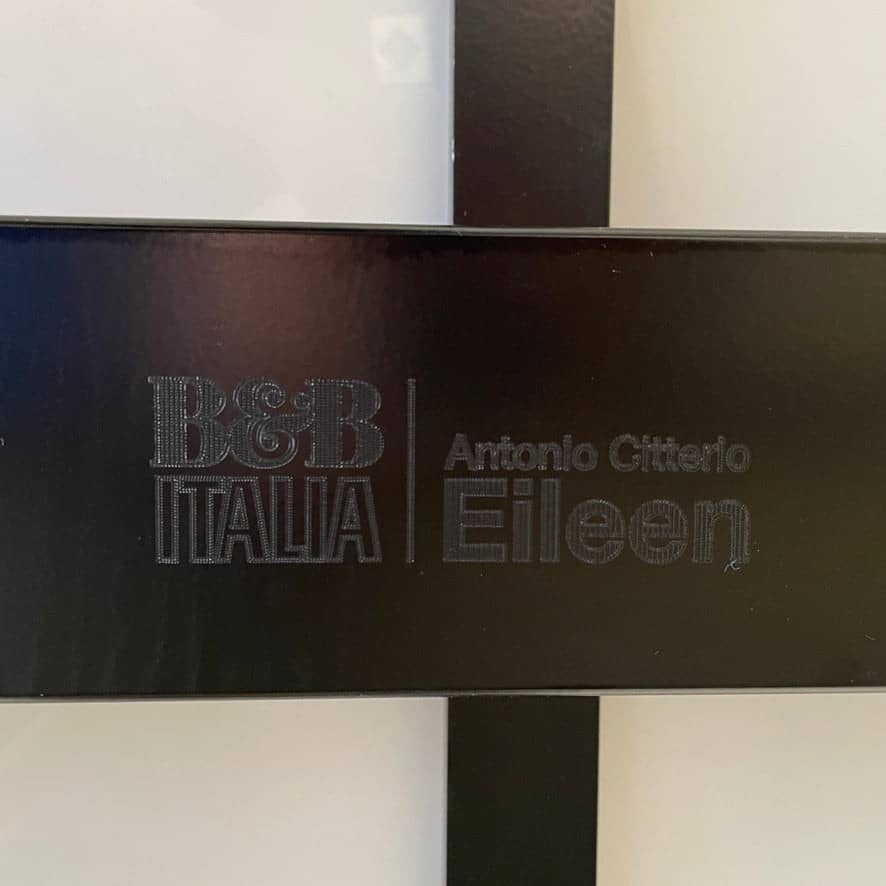 B&B
ITALIA
Antonio Citterio
Eileen